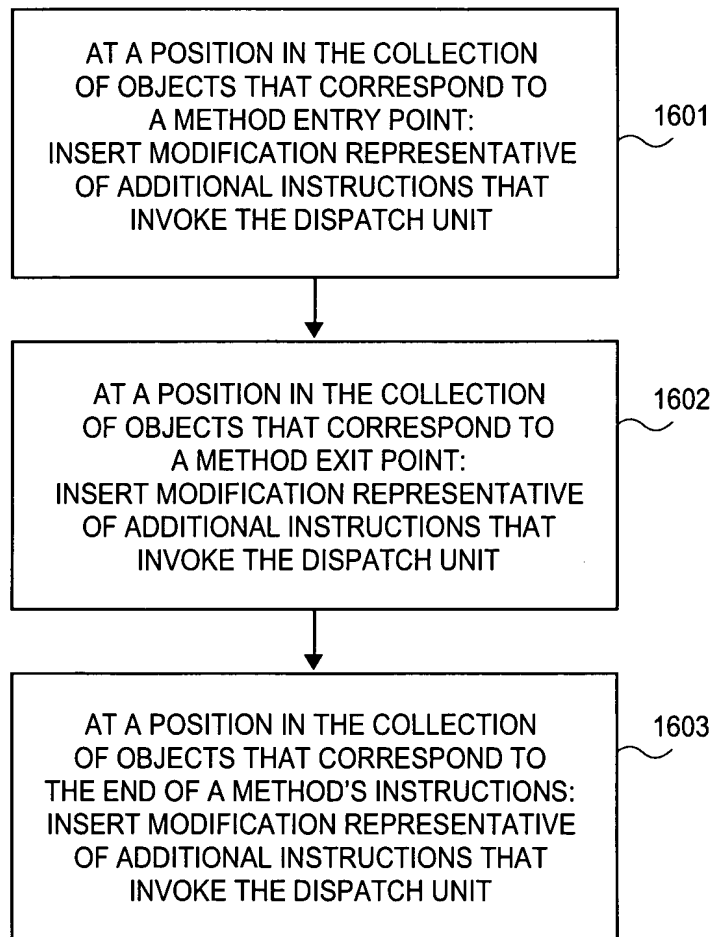 AT A POSITION IN THE COLLECTION
OF OBJECTS THAT CORRESPOND TO
A METHOD ENTRY POINT:
INSERT MODIFICATION REPRESENTATIVE
OF ADDITIONAL INSTRUCTIONS THAT
INVOKE THE DISPATCH UNIT
1601
AT A POSITION IN THE COLLECTION
OF OBJECTS THAT CORRESPOND TO
A METHOD EXIT POINT:
INSERT MODIFICATION REPRESENTATIVE
OF ADDITIONAL INSTRUCTIONS THAT
INVOKE THE DISPATCH UNIT
1602
AT A POSITION IN THE COLLECTION
OF OBJECTS THAT CORRESPOND TO
THE END OF A METHOD'S INSTRUCTIONS:
INSERT MODIFICATION REPRESENTATIVE
OF ADDITIONAL INSTRUCTIONS THAT
INVOKE THE DISPATCH UNIT
1603